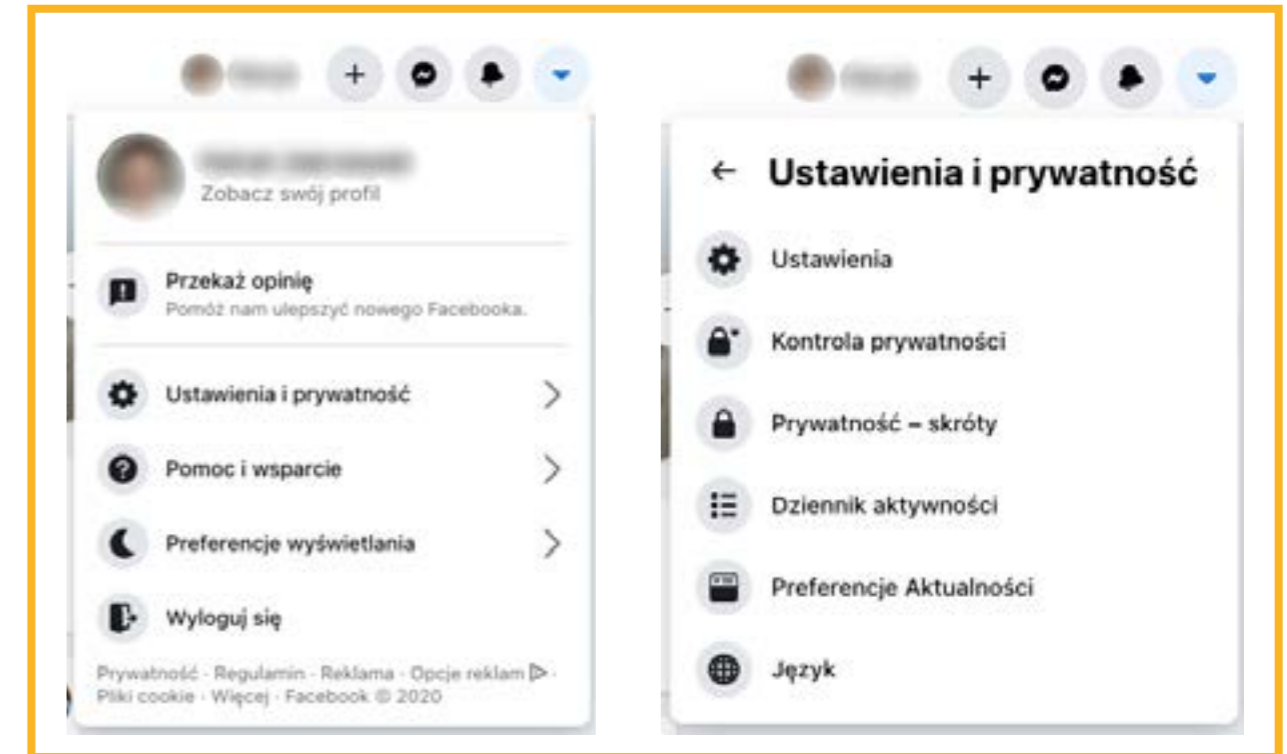 Zobacz swój profil
Przekaż opinię
Pomóż nam ulepszyć nowego Facebooka.
Ustawienia i prywatność
Pomoc i wsparcie
Preferencje wyświetlania
Wyloguj się
Prywatność · Regulamin · Reklama · Opcje reklam ·
Pliki cookie · Więcej · Facebook © 2020
Ustawienia i prywatność
Ustawienia
Kontrola prywatności
Prywatność – skróty
Dziennik aktywności
Preferencje Aktualności
Język